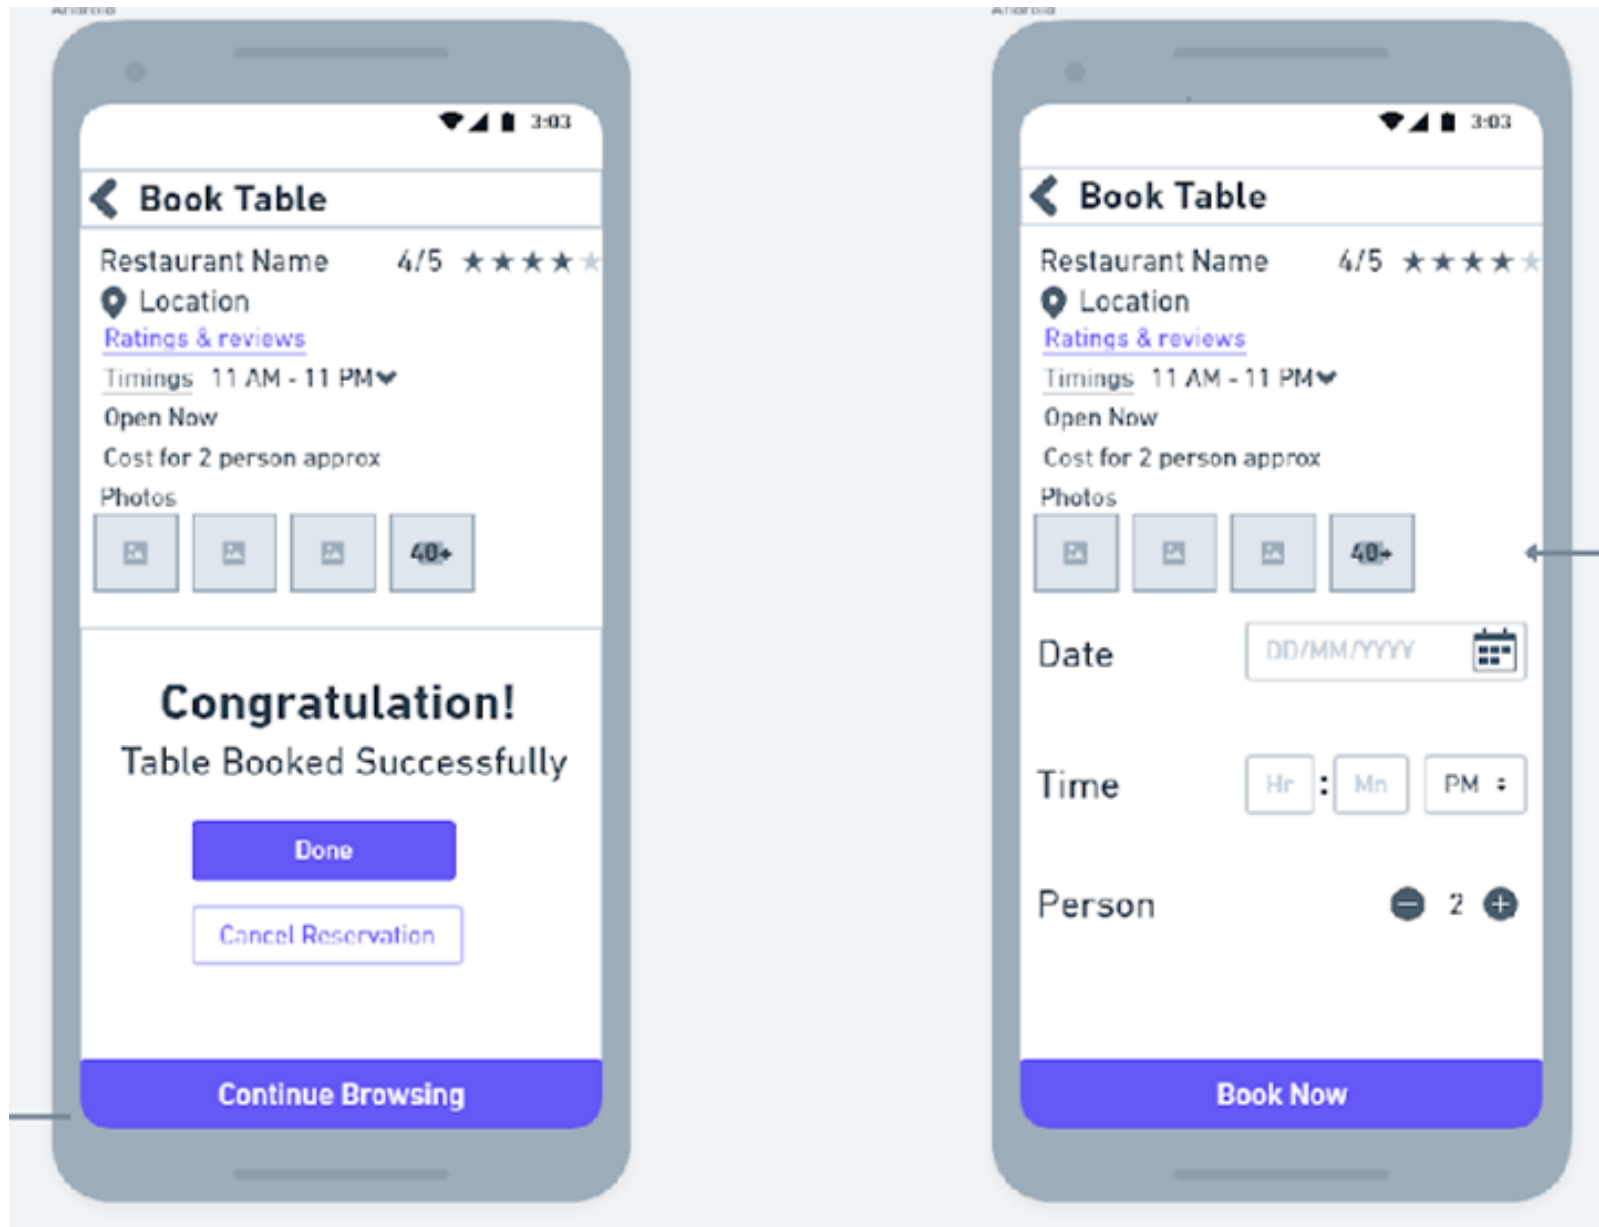 Android
3:03
Book Table
Restaurant Name 4/5
Location
Ratings & reviews
Timings 11 AM - 11 PM
Open Now
Cost for 2 person approx
Photos
40+
Congratulation!
Table Booked Successfully
Done
Cancel Reservation
Continue Browsing
Android
3:03
Book Table
Restaurant Name 4/5
Location
Ratings & reviews
Timings 11 AM - 11 PM
Open Now
Cost for 2 person approx
Photos
40+
Date DD/MM/YYYY
Time Hr : Mn PM
Person 2
Book Now